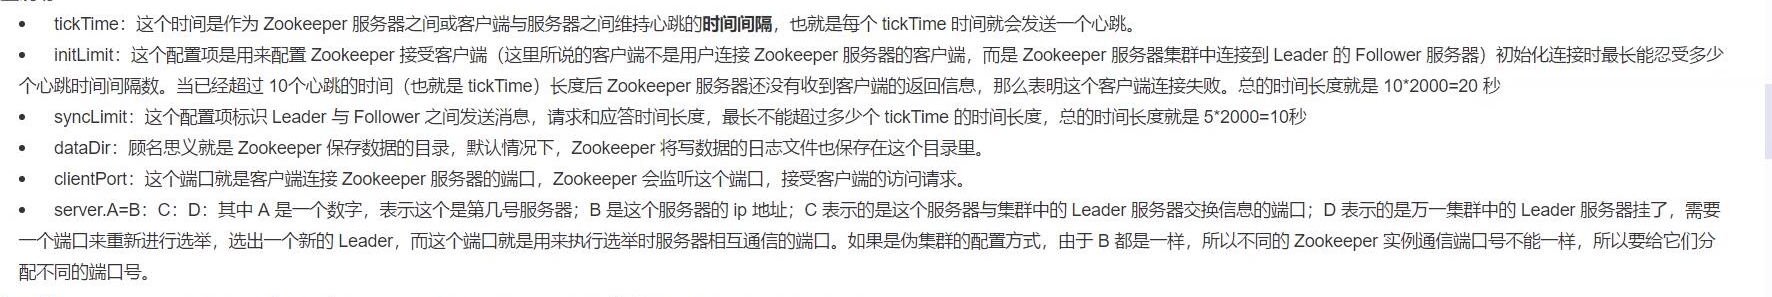 • tickTime：这个时间是作为 Zookeeper 服务器之间或客户端与服务器之间维持心跳的时间间隔，也就是每个 tickTime 时间就会发送一个心跳。
• initLimit：这个配置项是用来配置 Zookeeper 接受客户端（这里所说的客户端不是用户连接 Zookeeper 服务器的客户端，而是 Zookeeper 服务器集群中连接到 Leader 的 Follower 服务器）初始化连接时最长能忍受多少
个心跳时间间隔数。当已经超过 10个心跳的时间（也就是 tickTime）长度后 Zookeeper 服务器还没有收到客户端的返回信息，那么表明这个客户端连接失败。总的时间长度就是 10*2000=20 秒
• syncLimit：这个配置项标识 Leader 与 Follower 之间发送消息，请求和应答时间长度，最长不能超过多少个 tickTime 的时间长度，总的时间长度就是 5*2000=10秒
• dataDir：顾名思义就是 Zookeeper 保存数据的目录，默认情况下，Zookeeper 将写数据的日志文件也保存在这个目录里。
• clientPort：这个端口就是客户端连接 Zookeeper 服务器的端口，Zookeeper 会监听这个端口，接受客户端的访问请求。
• server.A=B：C：D：其中 A 是一个数字，表示这个是第几号服务器；B 是这个服务器的 ip 地址；C 表示的是这个服务器与集群中的 Leader 服务器交换信息的端口；D 表示的是万一集群中的 Leader 服务器挂了，需要
一个端口来重新进行选举，选出一个新的 Leader，而这个端口就是用来执行选举时服务器相互通信的端口。如果是伪集群的配置方式，由于 B 都是一样，所以不同的 Zookeeper 实例通信端口号不能一样，所以要给它们分
配不同的端口号。